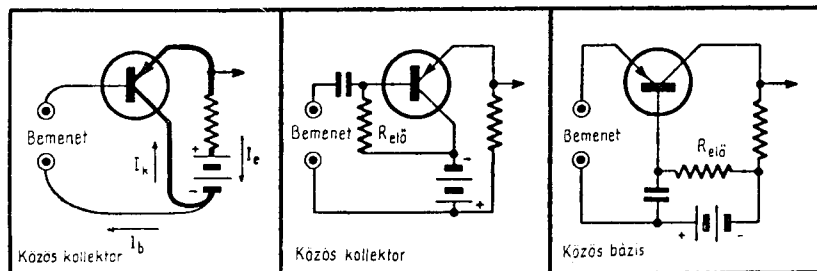 Bemenet
I_k
+
-
I_e
I_b
Közös kollektor
Bemenet
R_elő
-
+
Közös kollektor
Bemenet
R_elő
+ -
Közös bázis